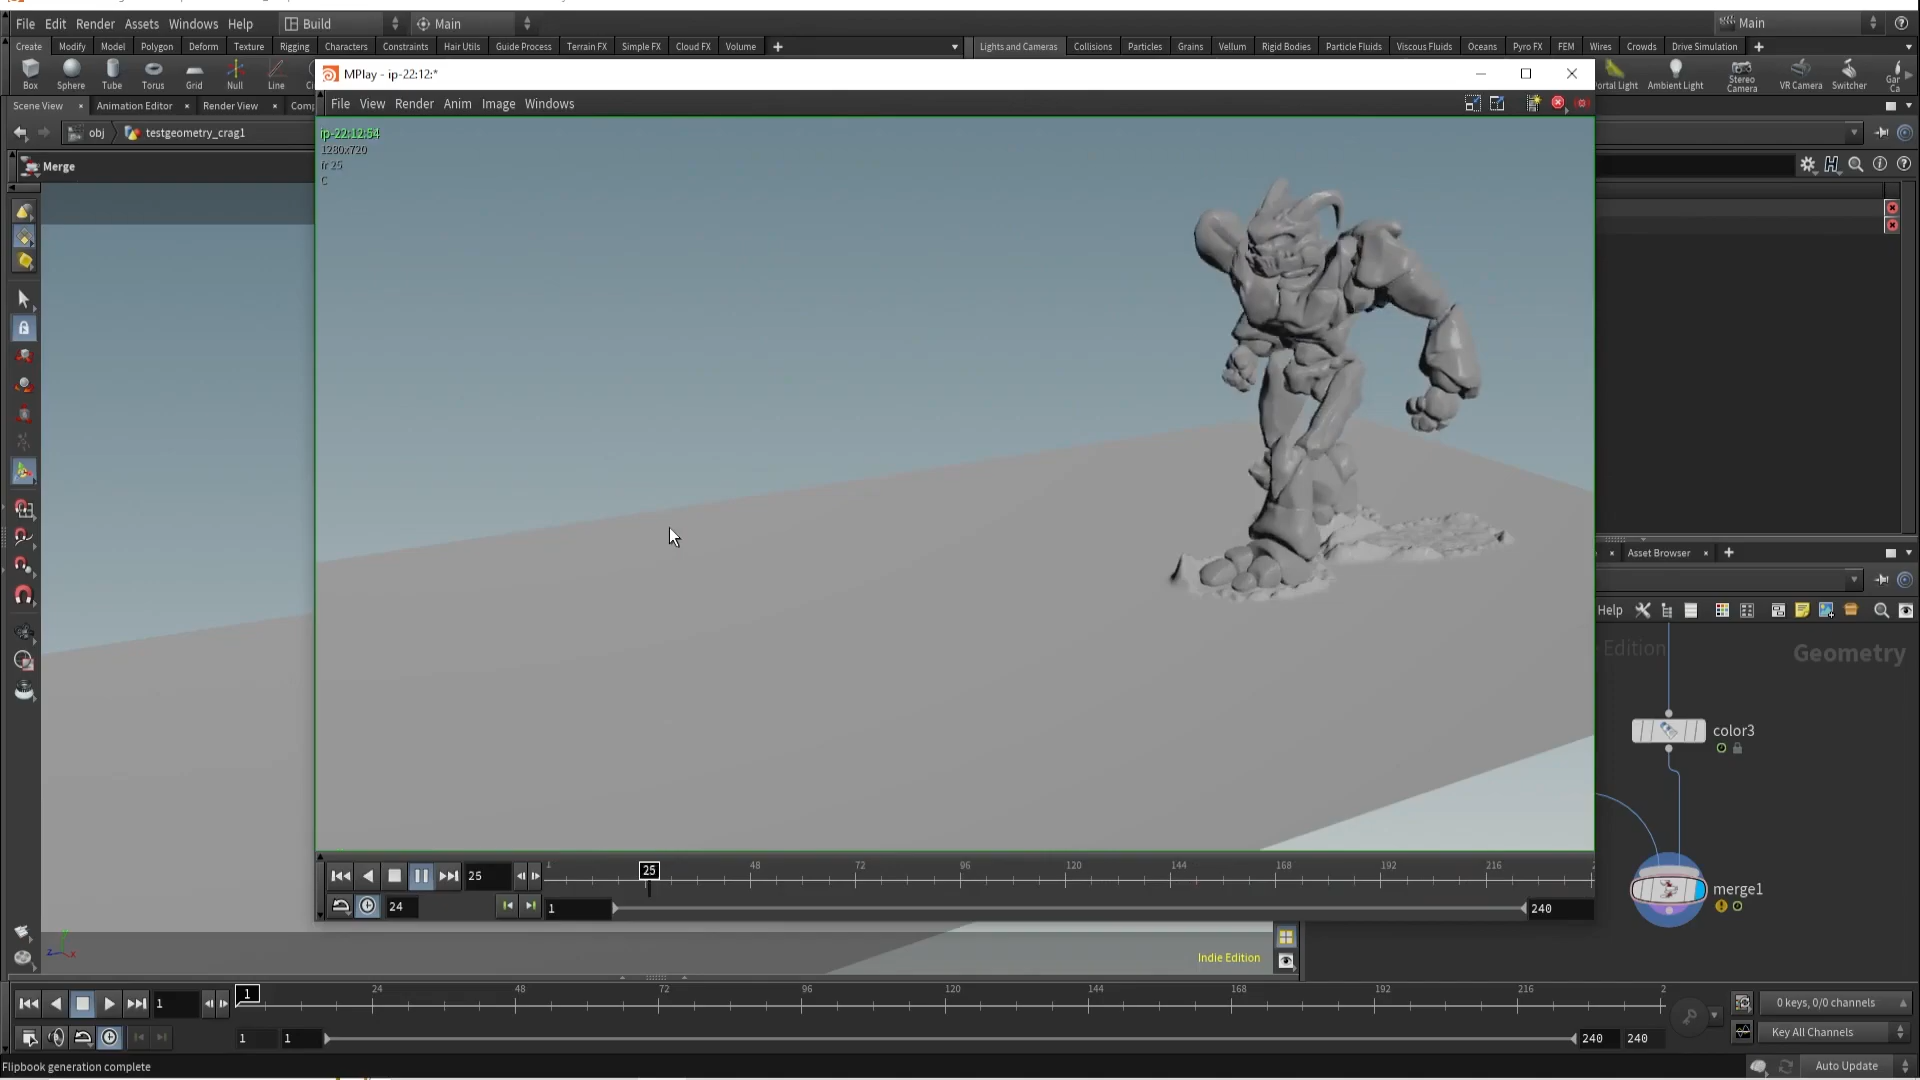 File Edit Render Assets Windows Help Build Main Main
Create Modify Model Polygon Deform Texture Rigging Characters Constraints Hair Utils Guide Process Terrain FX Simple FX Cloud FX Volume Lights and Cameras Collisions Particles Grains Vellum Rigid Bodies Particle Fluids Viscous Fluids Oceans Pyro FX FEM Wires Crowds Drive Simulation
Box Sphere Tube Torus Grid Null Line Portal Light Ambient Light Stereo Camera VR Camera Switcher
Scene View Animation Editor Render View
obj testgeometry_crag1
Merge
MPlay - ip-22:12:*
File View Render Anim Image Windows
ip-22:12:54
1280x720
fr 25
C
Asset Browser
Help
Edition Geometry
color3
merge1
25 1 25 48 72 96 120 144 168 192 216
24 1 240
Indie Edition
1 1 24 48 72 96 120 144 168 192 216 2
0 keys, 0/0 channels
1 1 240 240
Key All Channels
Flipbook generation complete
Auto Update